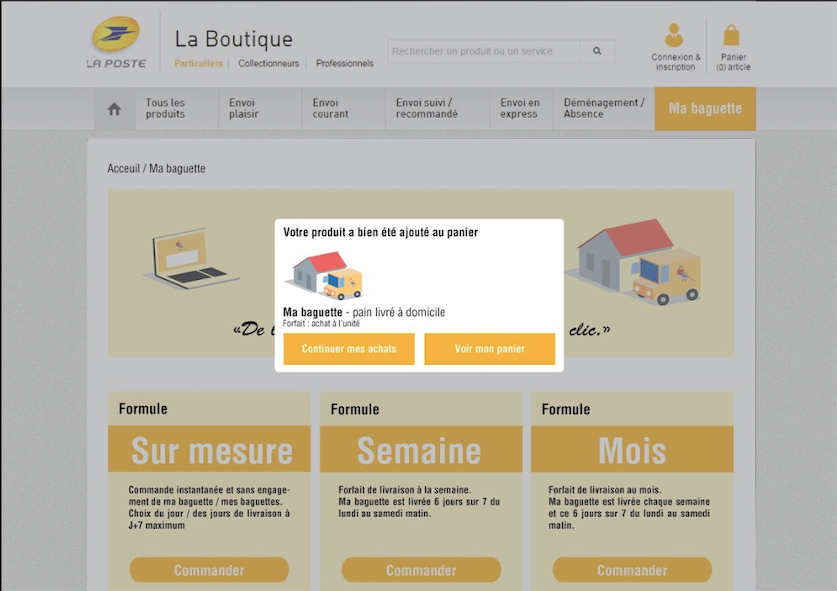 LA POSTE
La Boutique
Particuliers | Collectionneurs | Professionnels
Rechercher un produit ou un service
Connexion &
inscription
Panier
(0) article
Tous les
produits
Envoi
plaisir
Envoi
courant
Envoi suivi /
recommandé
Envoi en
express
Déménagement /
Absence
Ma baguette
Acceuil / Ma baguette
Votre produit a bien été ajouté au panier
Ma baguette - pain livré à domicile
Forfait : achat à l'unité
Continuer mes achats
Voir mon panier
«De
clic.»
Formule
Sur mesure
Commande instantanée et sans engage-
ment de ma baguette / mes baguettes.
Choix du jour / des jours de livraison à
J+7 maximum
Commander
Formule
Semaine
Forfait de livraison à la semaine.
Ma baguette est livrée 6 jours sur 7 du
lundi au samedi matin.
Commander
Formule
Mois
Forfait de livraison au mois.
Ma baguette est livrée chaque semaine
et ce 6 jours sur 7 du lundi au samedi
matin.
Commander